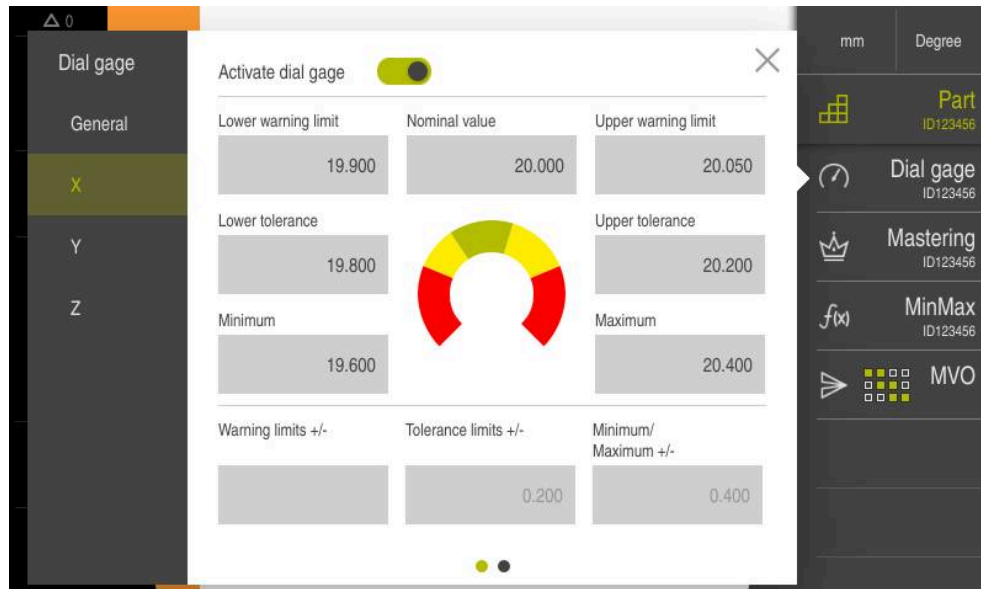 0
Dial gage
General
X
Y
Z
Activate dial gage
Lower warning limit
Nominal value
Upper warning limit
19.900
20.000
20.050
Lower tolerance
Upper tolerance
19.800
20.200
Minimum
Maximum
19.600
20.400
Warning limits +/-
Tolerance limits +/-
Minimum/
Maximum +/-
0.200
0.400
mm
Degree
Part
ID123456
Dial gage
ID123456
Mastering
ID123456
f(x)
MinMax
ID123456
MVO